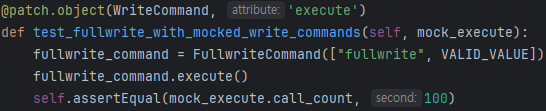 @patch.object(WriteCommand, attribute: 'execute')
def test_fullwrite_with_mocked_write_commands(self, mock_execute):
    fullwrite_command = FullwriteCommand(["fullwrite", VALID_VALUE])
    fullwrite_command.execute()
    self.assertEqual(mock_execute.call_count, second: 100)